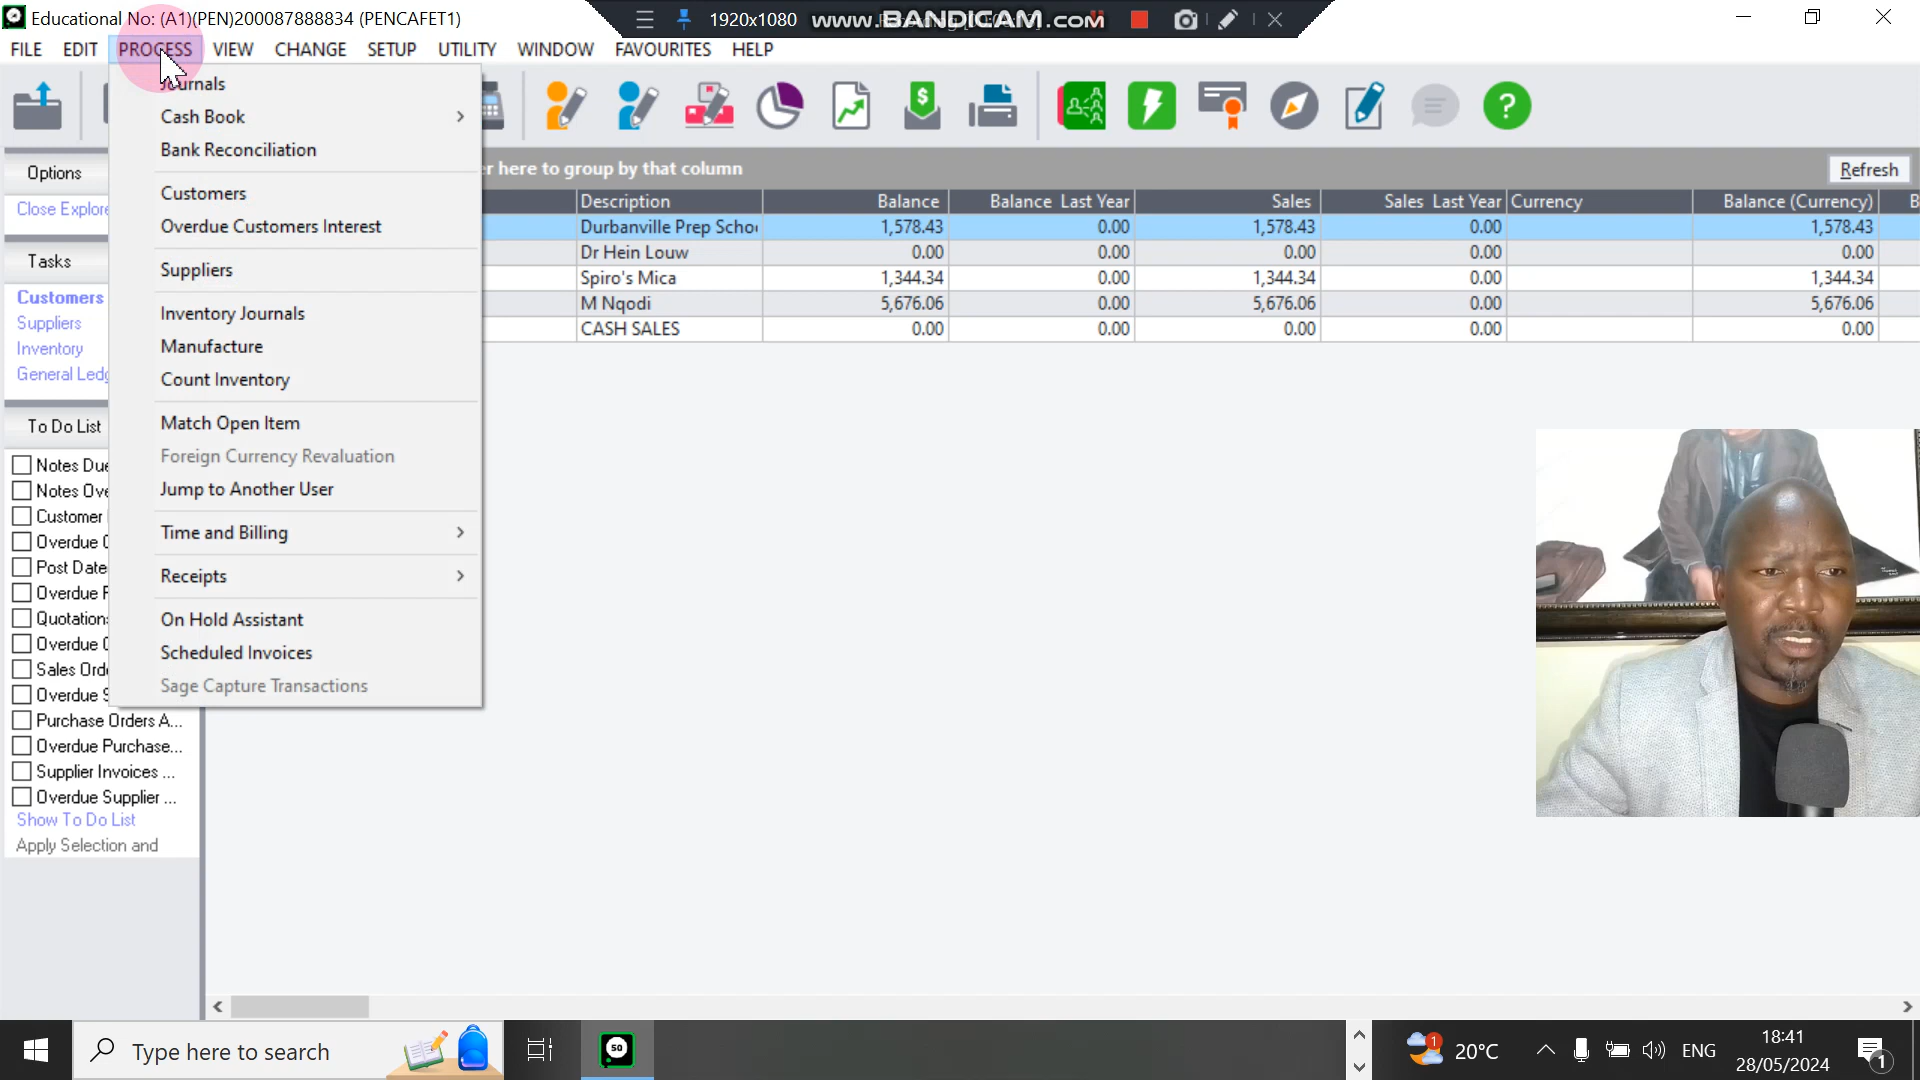 Educational No: (A1)(PEN)200087888834 (PENCAFET1)
1920x1080 www.BANDICAM.com
FILE EDIT PROCESS VIEW CHANGE SETUP UTILITY WINDOW FAVOURITES HELP
Journals
Cash Book
Bank Reconciliation
Customers
Overdue Customers Interest
Suppliers
Inventory Journals
Manufacture
Count Inventory
Match Open Item
Foreign Currency Revaluation
Jump to Another User
Time and Billing
Receipts
On Hold Assistant
Scheduled Invoices
Sage Capture Transactions
Options
Close Explore
Tasks
Customers
Suppliers
Inventory
General Ledg
To Do List
Notes Due
Notes Ove
Customer
Overdue
Post Date
Overdue
Quotation
Overdue
Sales Ord
Overdue
Purchase Orders A...
Overdue Purchase...
Supplier Invoices ...
Overdue Supplier ...
Show To Do List
Apply Selection and
r here to group by that column
Refresh
Description Balance Balance Last Year Sales Sales Last Year Currency Balance (Currency) B
Durbanville Prep Schoo 1,578.43 0.00 1,578.43 0.00 1,578.43
Dr Hein Louw 0.00 0.00 0.00 0.00 0.00
Spiro's Mica 1,344.34 0.00 1,344.34 0.00 1,344.34
M Nqodi 5,676.06 0.00 5,676.06 0.00 5,676.06
CASH SALES 0.00 0.00 0.00 0.00 0.00
Type here to search
50
1
20°C
ENG
18:41
28/05/2024
1